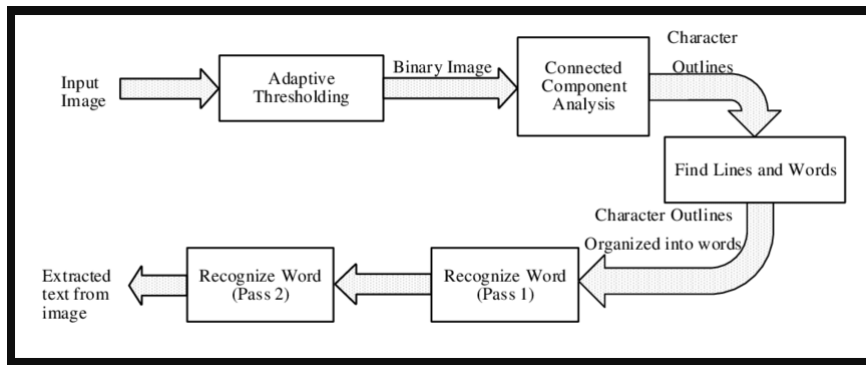 Input
Image
Adaptive
Thresholding
Binary Image
Connected
Component
Analysis
Character
Outlines
Find Lines and Words
Character Outlines
Organized into words
Recognize Word
(Pass 1)
Recognize Word
(Pass 2)
Extracted
text from
image